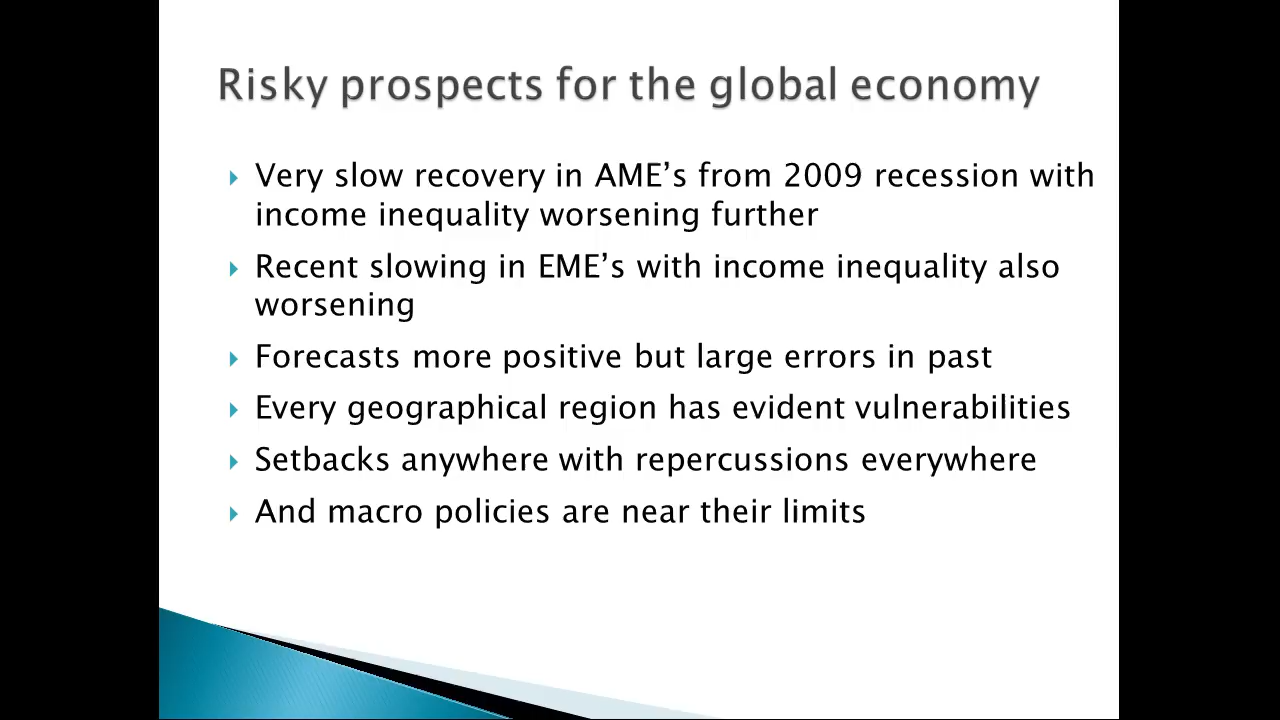 Risky prospects for the global economy
Very slow recovery in AME’s from 2009 recession with
income inequality worsening further
Recent slowing in EME’s with income inequality also
worsening
Forecasts more positive but large errors in past
Every geographical region has evident vulnerabilities
Setbacks anywhere with repercussions everywhere
And macro policies are near their limits